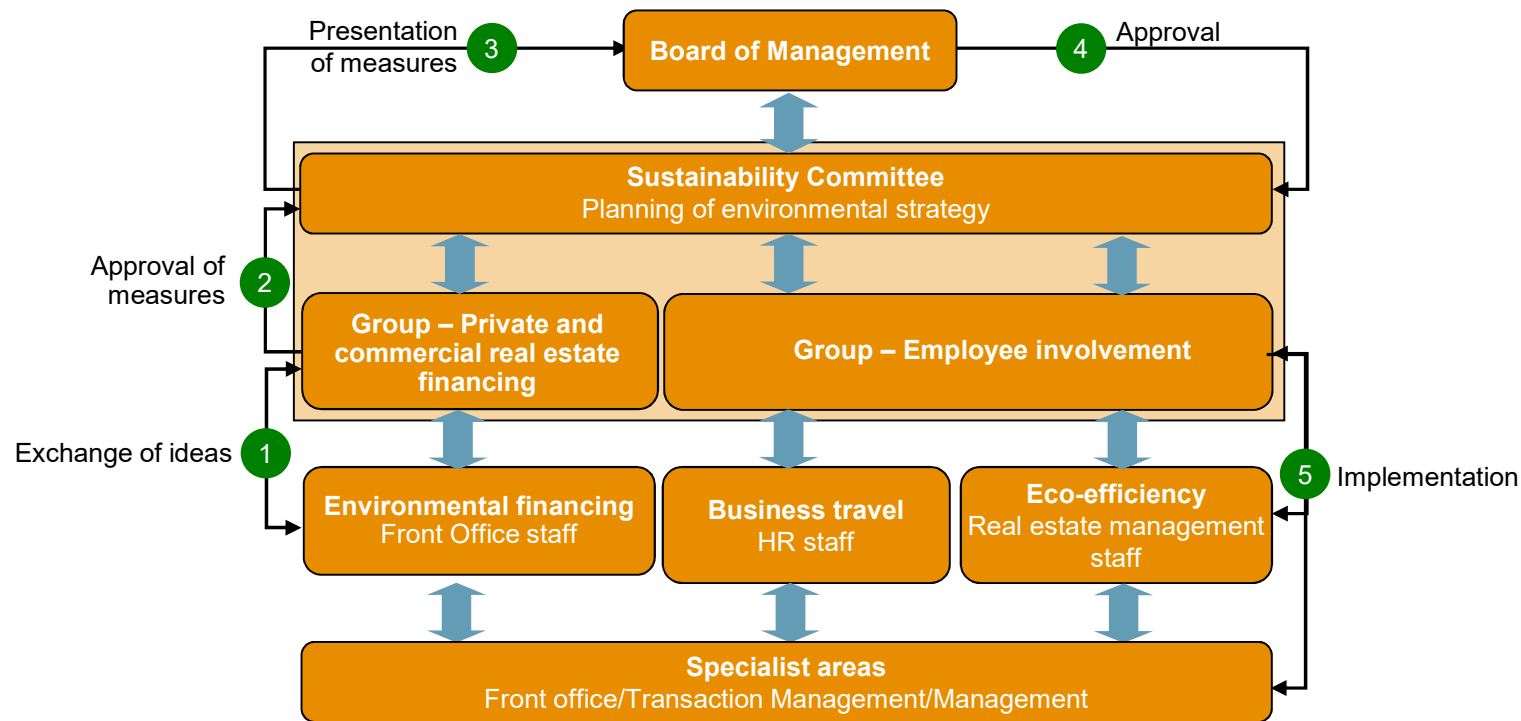 Presentation
of measures
3
Board of Management
4
Approval
Sustainability Committee
Planning of environmental strategy
Approval of
measures
2
Group – Private and
commercial real estate
financing
Group – Employee involvement
Exchange of ideas
1
Environmental financing
Front Office staff
Business travel
HR staff
Eco-efficiency
Real estate management
staff
5
Implementation
Specialist areas
Front office/Transaction Management/Management